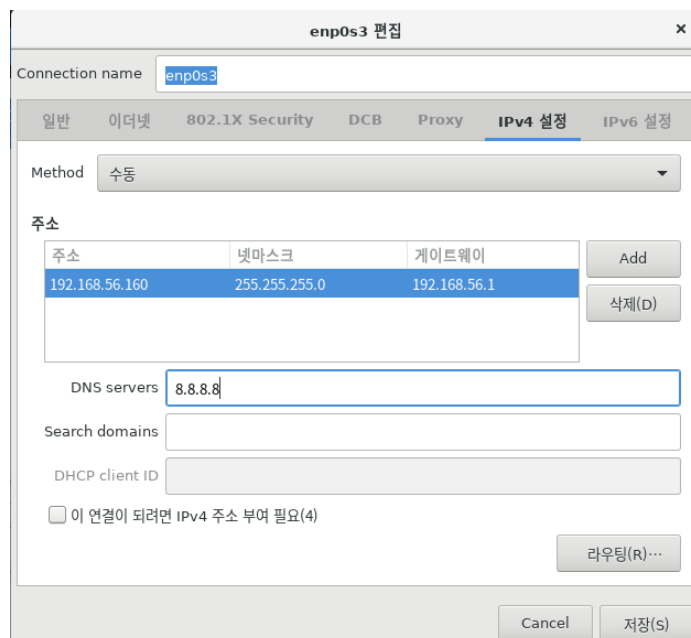 enp0s3 편집
×
Connection name enp0s3
일반 이더넷 802.1X Security DCB Proxy IPv4 설정 IPv6 설정
Method 수동
주소
주소 넷마스크 게이트웨이
192.168.56.160 255.255.255.0 192.168.56.1
Add
삭제(D)
DNS servers 8.8.8.8
Search domains
DHCP client ID
이 연결이 되려면 IPv4 주소 부여 필요(4)
라우팅(R)…
Cancel 저장(S)